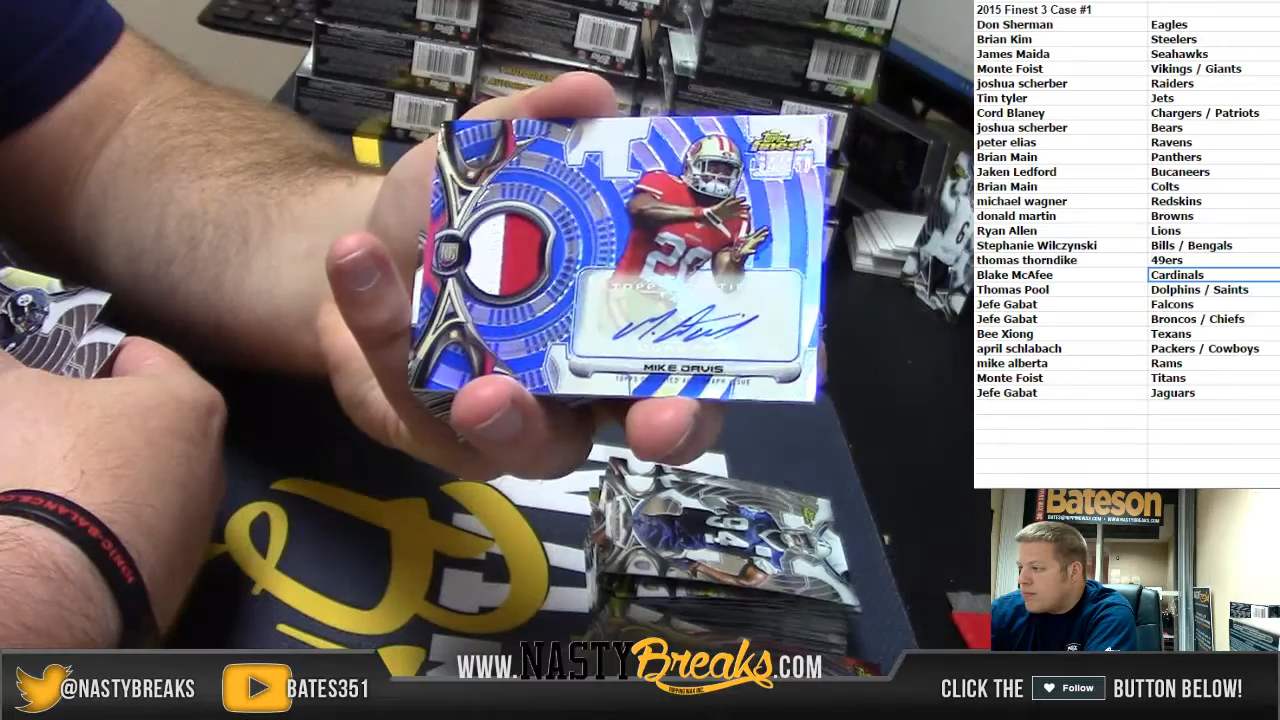 2015 Finest 3 Case #1
Don Sherman Eagles
Brian Kim Steelers
James Maida Seahawks
Monte Foist Vikings / Giants
joshua scherber Raiders
Tim tyler Jets
Cord Blaney Chargers / Patriots
joshua scherber Bears
peter elias Ravens
Brian Main Panthers
Jaken Ledford Bucaneers
Brian Main Colts
michael wagner Redskins
donald martin Browns
Ryan Allen Lions
Stephanie Wilczynski Bills / Bengals
thomas thorndike 49ers
Blake McAfee Cardinals
Thomas Pool Dolphins / Saints
Jefe Gabat Falcons
Jefe Gabat Broncos / Chiefs
Bee Xiong Texans
april schlabach Packers / Cowboys
mike alberta Rams
Monte Foist Titans
Jefe Gabat Jaguars
Finest
26
MIKE DAVIS
94
Bateson
WWW.NASTYBreaks.COM
@NASTYBREAKS
BATES351
CLICK THE Follow BUTTON BELOW!